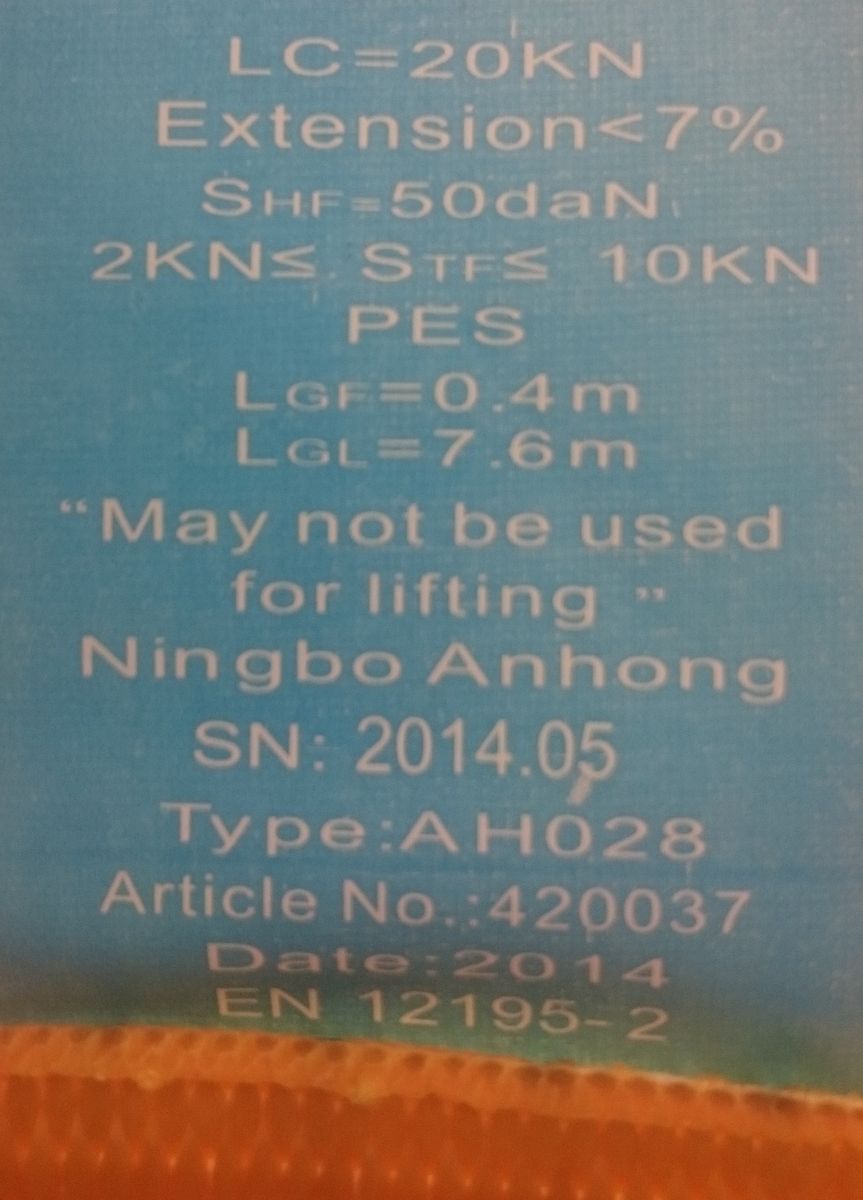 LC=20KN
Extension<7%
SHF=50daN
2KN≤ STF≤ 10KN
PES
LGF=0.4m
LGL=7.6m
“May not be used
for lifting ”
Ningbo Anhong
SN: 2014.05
Type:AH028
Article No.:420037
Date:2014
EN 12195-2